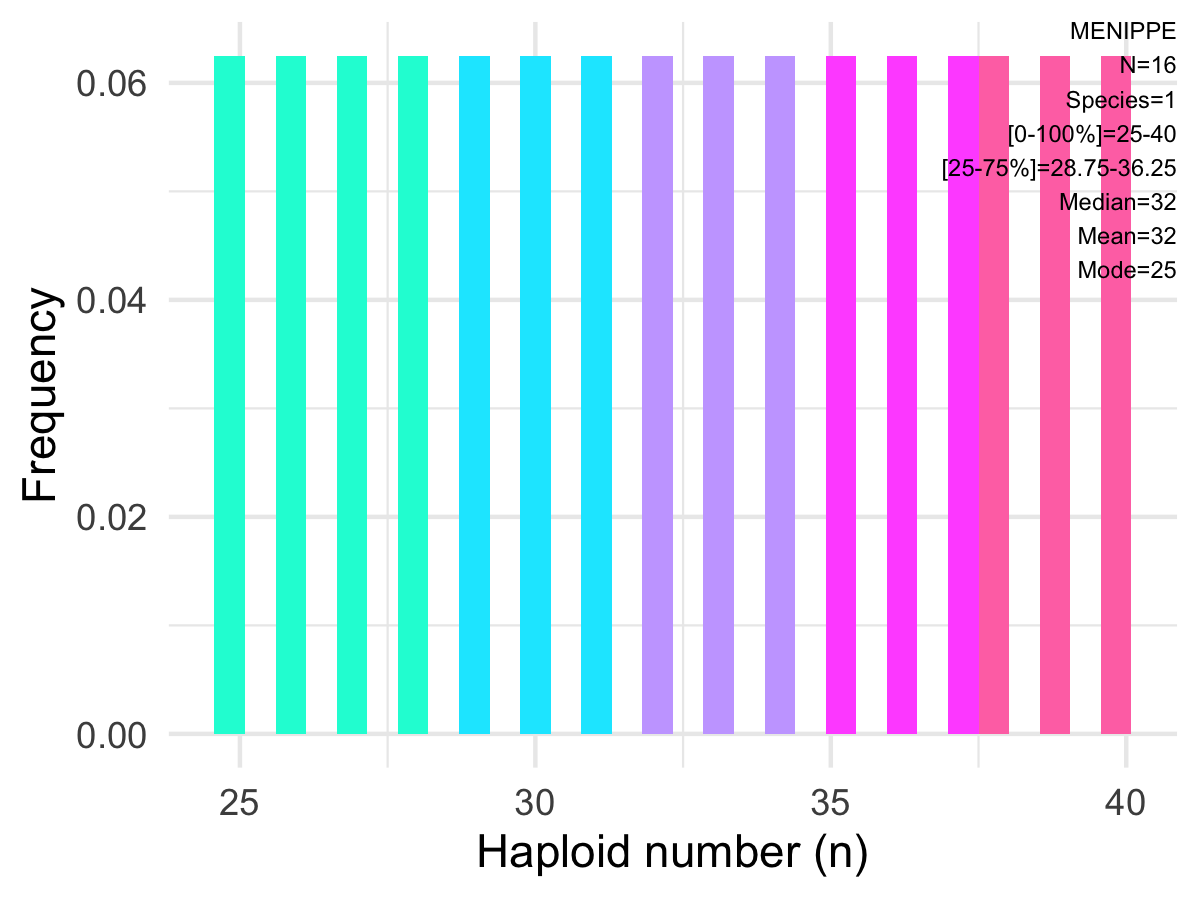 MENIPPE
N=16
Species=1
[0-100%]=25-40
[25-75%]=28.75-36.25
Median=32
Mean=32
Mode=25
0.06
0.04
0.02
0.00
Frequency
25 30 35 40
Haploid number (n)